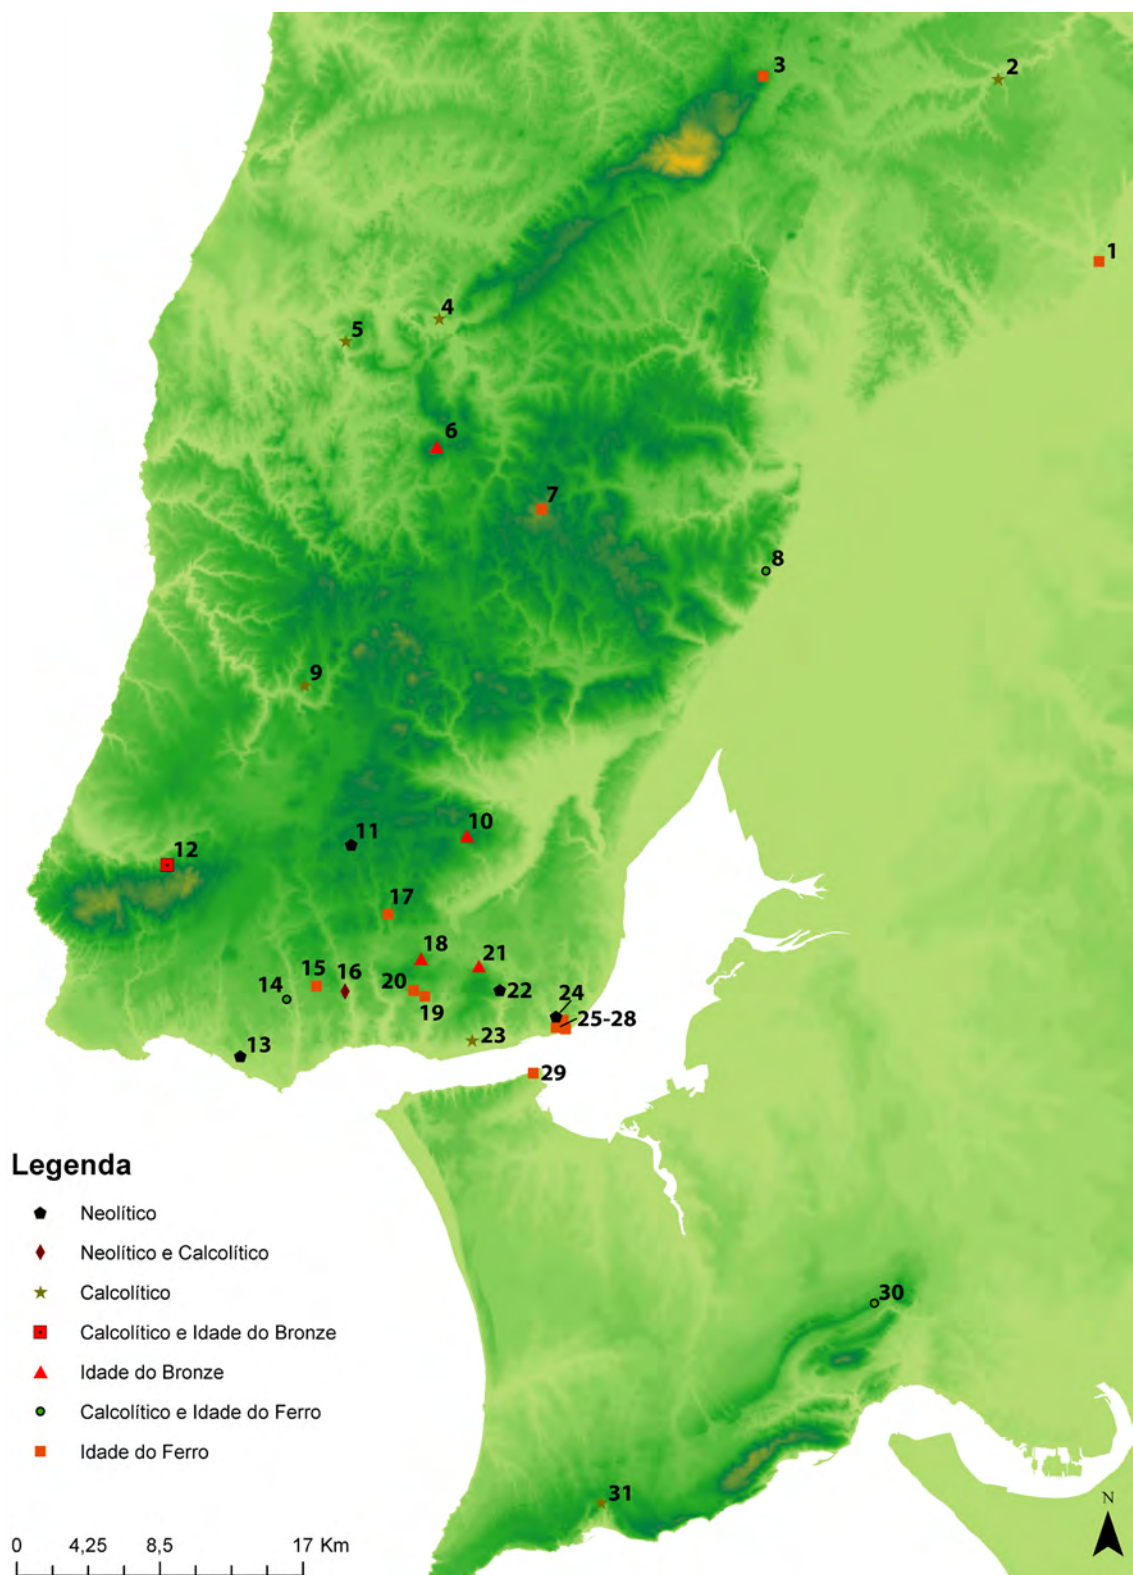 3
2
1
4
5
6
7
8
9
10
11
12
17
18
21
15
16
20
22
24
14
19
25-28
23
13
29
Legenda
Neolítico
Neolítico e Calcolítico
Calcolítico
Calcolítico e Idade do Bronze
Idade do Bronze
Calcolítico e Idade do Ferro
Idade do Ferro
30
31
N
0 4,25 8,5 17 Km